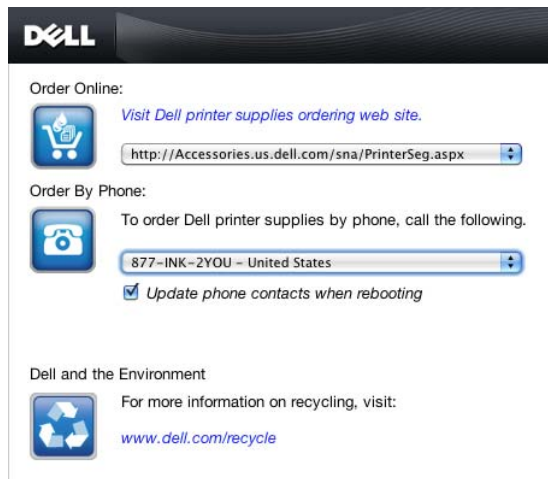 DELL
Order Online:
Visit Dell printer supplies ordering web site.
http://Accessories.us.dell.com/sna/PrinterSeg.aspx
Order By Phone:
To order Dell printer supplies by phone, call the following.
877-INK-2YOU – United States
Update phone contacts when rebooting
Dell and the Environment
For more information on recycling, visit:
www.dell.com/recycle